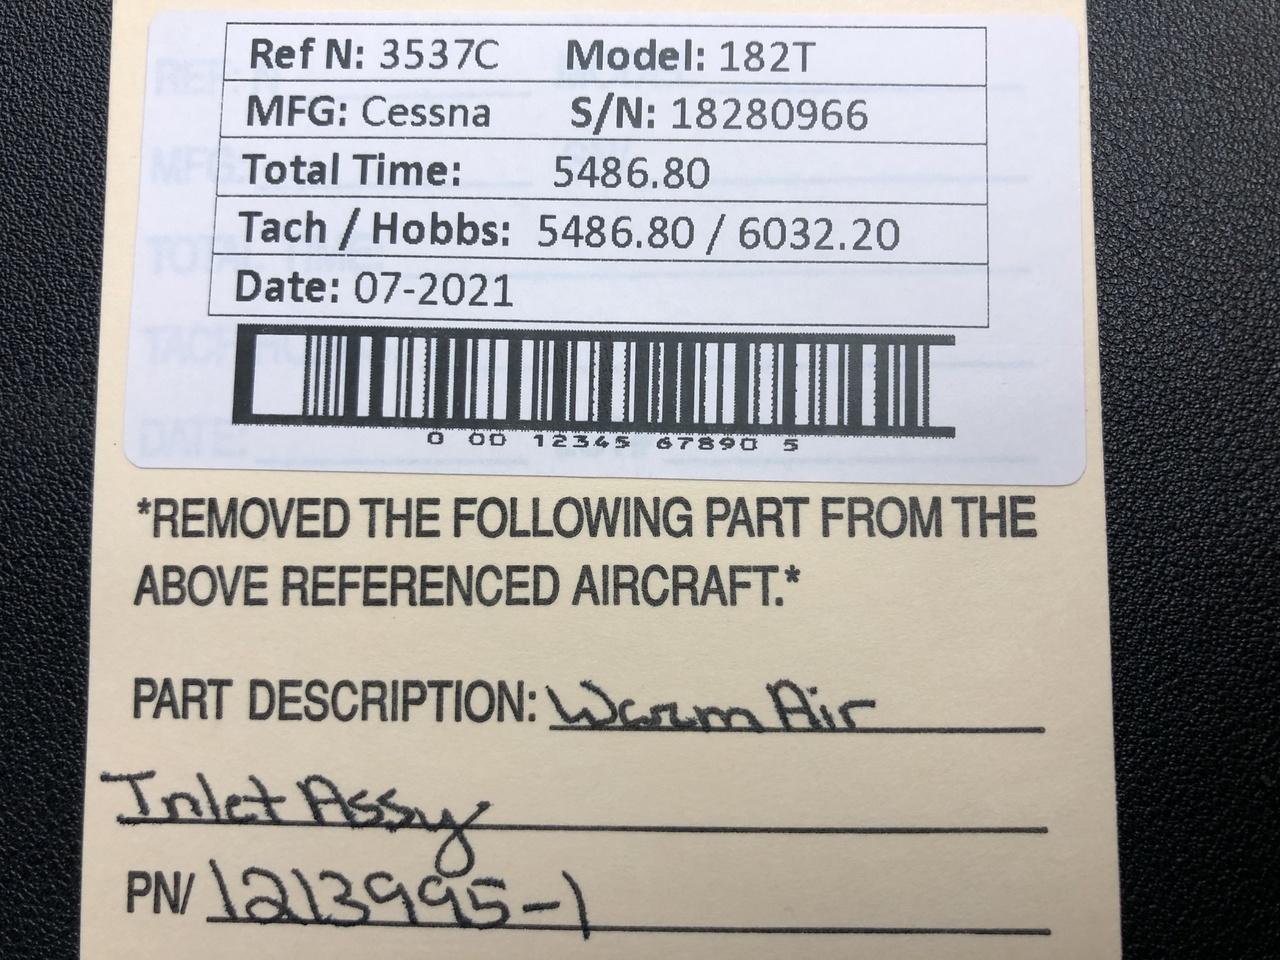 Ref N: 3537C Model: 182T
MFG: Cessna S/N: 18280966
Total Time: 5486.80
Tach / Hobbs: 5486.80 / 6032.20
Date: 07-2021
0 00 12345 67890 5
*REMOVED THE FOLLOWING PART FROM THE
ABOVE REFERENCED AIRCRAFT.*
PART DESCRIPTION: Warm Air
Inlet Assy
PN/ 1213995-1